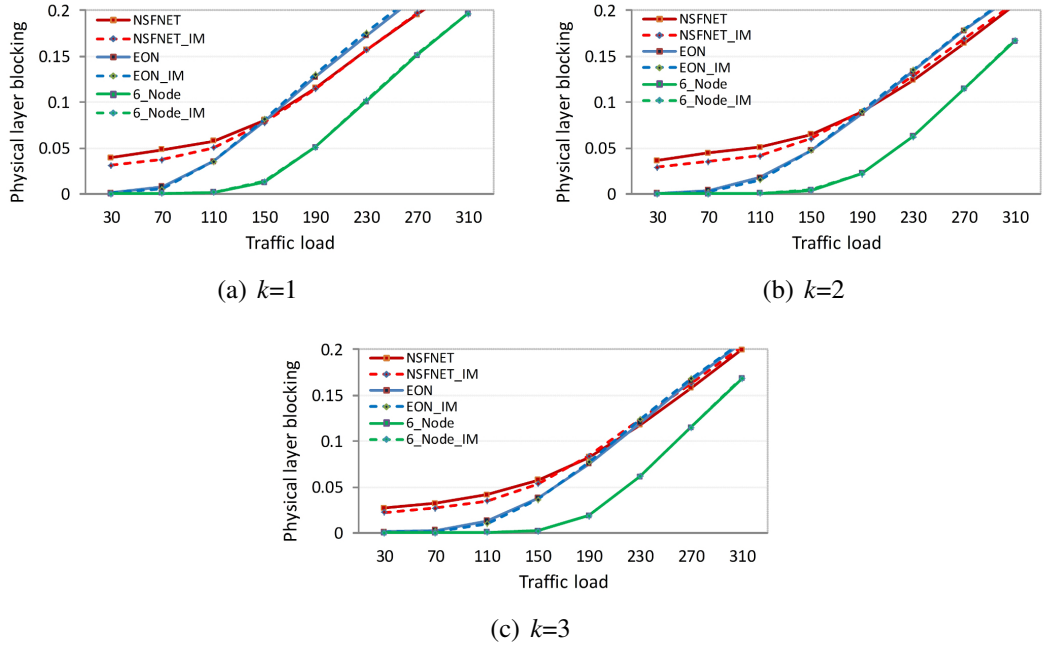 Physical layer blocking
0.2
0.15
0.1
0.05
0
NSFNET
NSFNET_IM
EON
EON_IM
6_Node
6_Node_IM
30 70 110 150 190 230 270 310
Traffic load
(a) k=1
Physical layer blocking
0.2
0.15
0.1
0.05
0
NSFNET
NSFNET_IM
EON
EON_IM
6_Node
6_Node_IM
30 70 110 150 190 230 270 310
Traffic load
(b) k=2
Physical layer blocking
0.2
0.15
0.1
0.05
0
NSFNET
NSFNET_IM
EON
EON_IM
6_Node
6_Node_IM
30 70 110 150 190 230 270 310
Traffic load
(c) k=3